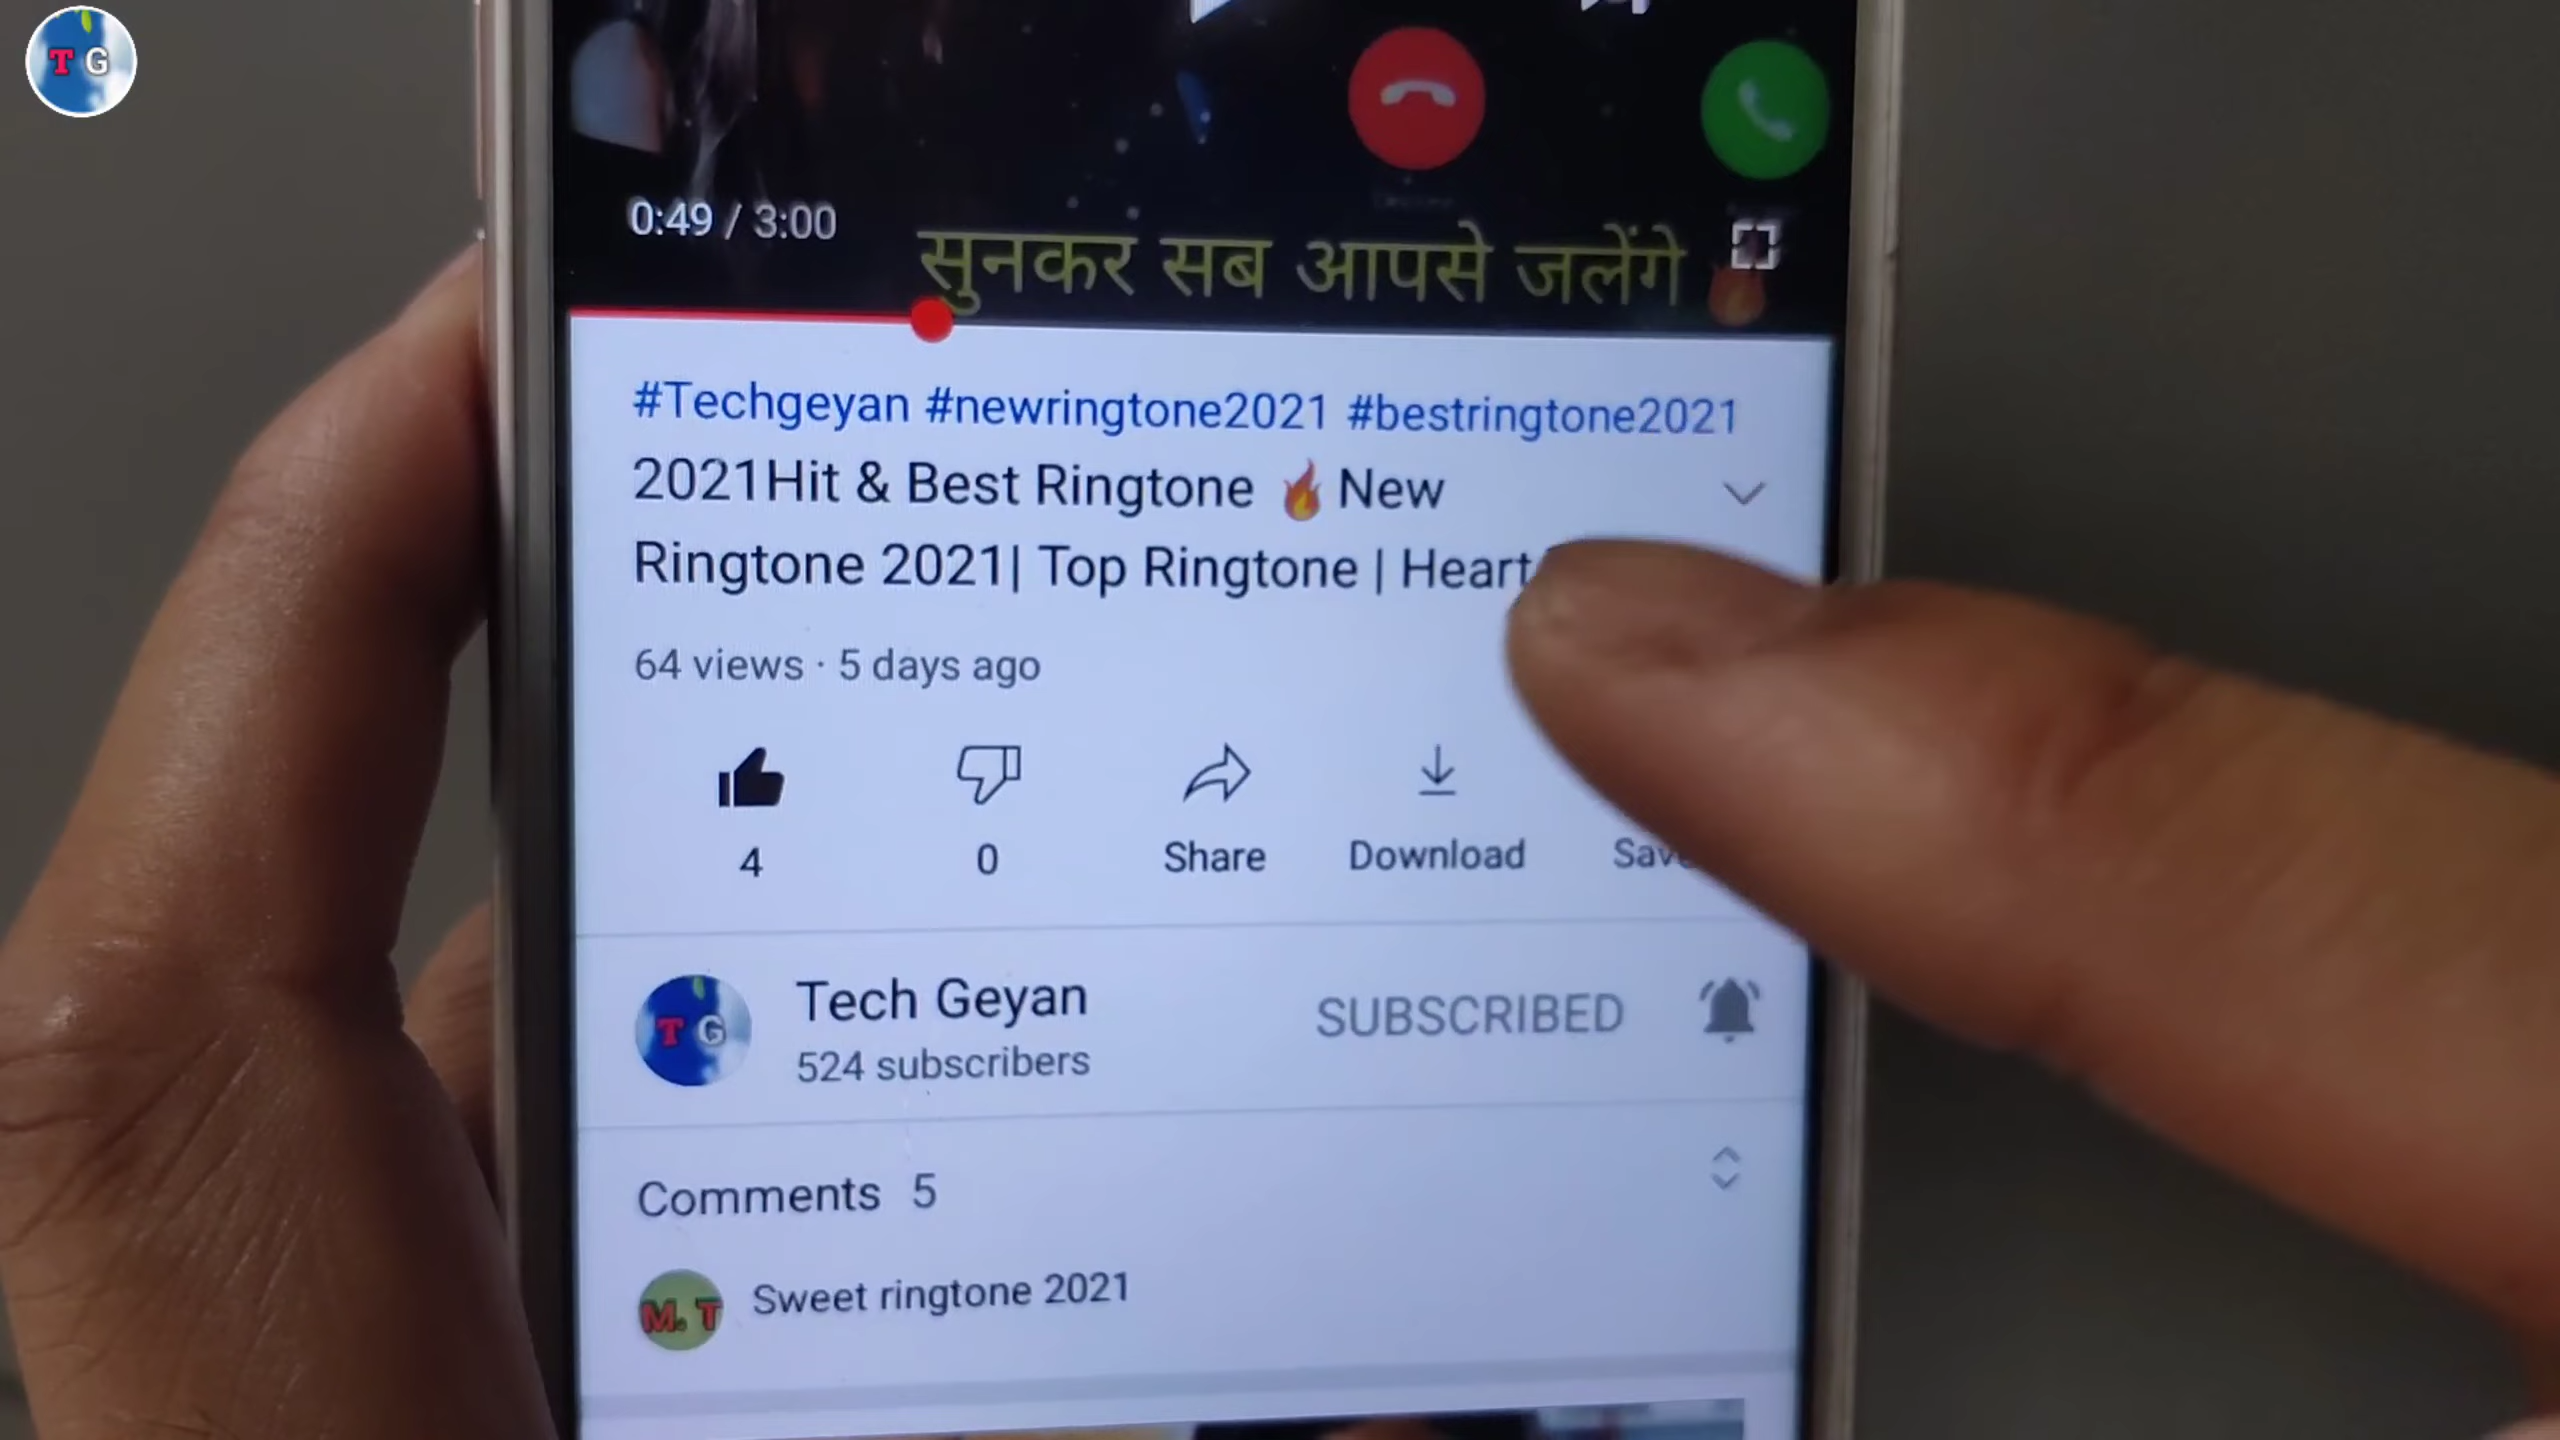 T G
0:49 / 3:00
सुनकर सब आपसे जलेंगे
#Techgeyan #newringtone2021 #bestringtone2021
2021Hit & Best Ringtone 🔥 New
Ringtone 2021| Top Ringtone | Heart
64 views · 5 days ago
4
0
Share
Download
T G
Tech Geyan
SUBSCRIBED
524 subscribers
Comments 5
M. T
Sweet ringtone 2021